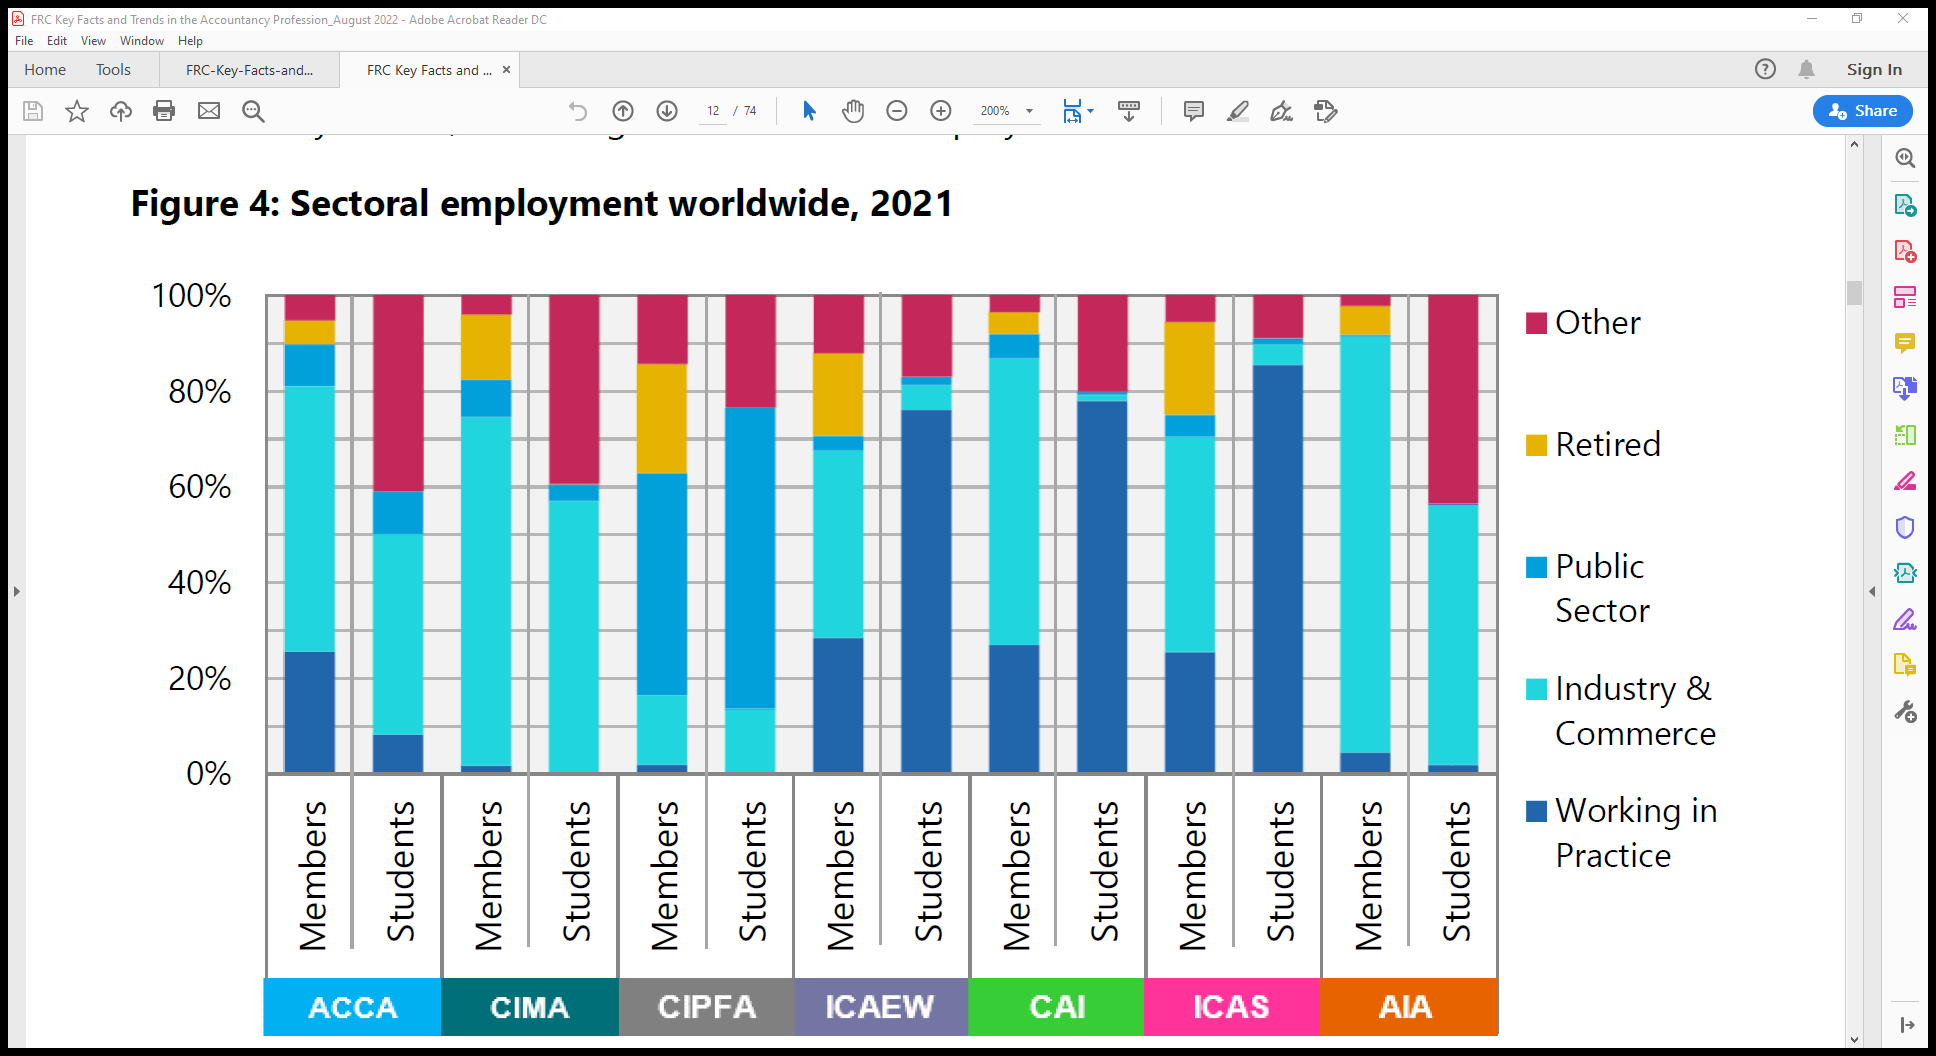 FRC Key Facts and Trends in the Accountancy Profession_August 2022 - Adobe Acrobat Reader DC
File Edit View Window Help
Home Tools FRC-Key-Facts-and... FRC Key Facts and ... ×
Sign In
12 / 74 200% Share
Figure 4: Sectoral employment worldwide, 2021
100%
80%
60%
40%
20%
0%
Other
Retired
Public
Sector
Industry &
Commerce
Working in
Practice
Members Students Members Students Members Students Members Students Members Students Members Students Members Students
ACCA CIMA CIPFA ICAEW CAI ICAS AIA